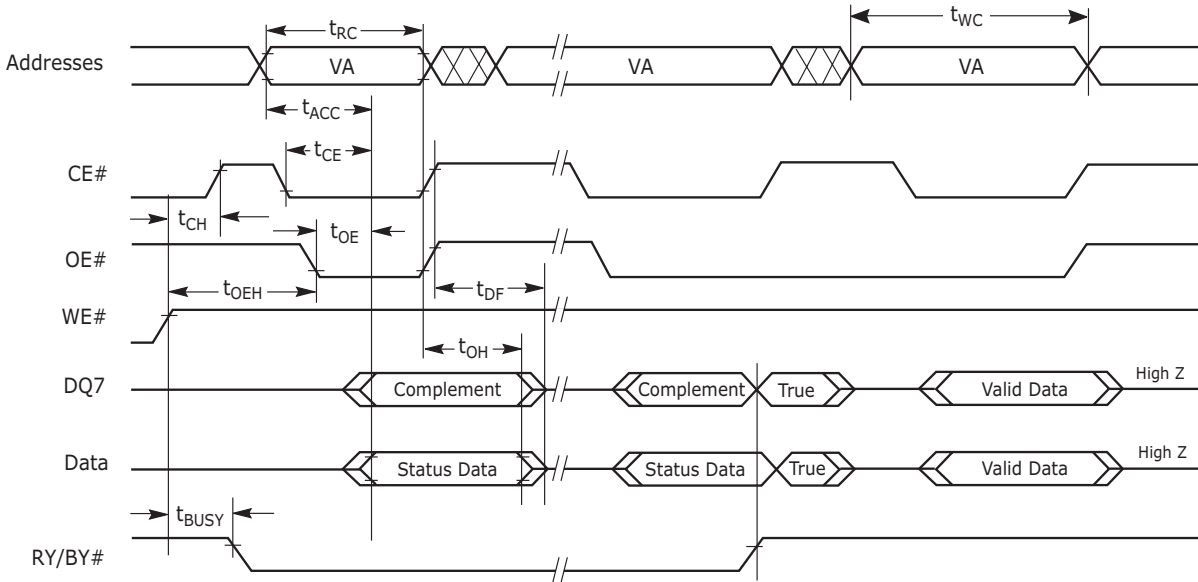 t_RC
t_WC
Addresses VA VA VA
t_ACC
t_CE
CE#
t_CH
t_OE
OE#
t_OEH
t_DF
WE#
t_OH
DQ7 Complement Complement True Valid Data High Z
Data Status Data Status Data True Valid Data High Z
t_BUSY
RY/BY#